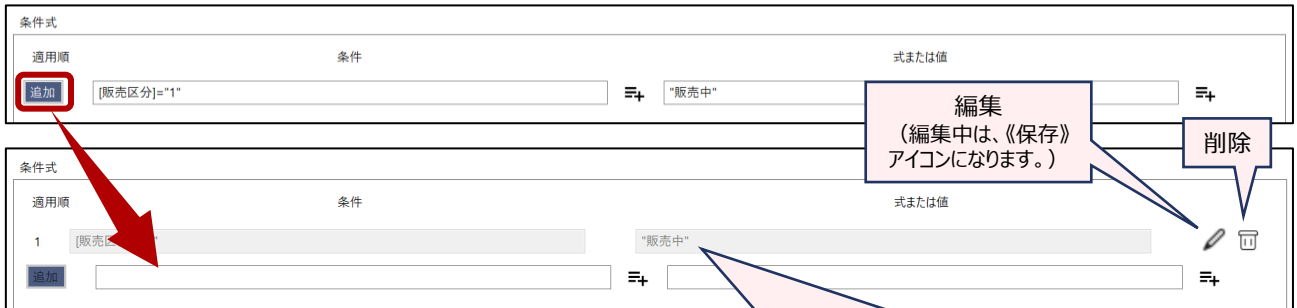 条件式
適用順 条件 式または値
追加 [販売区分]="1" "販売中"
編集
(編集中は、《保存》
アイコンになります。)
削除
条件式
適用順 条件 式または値
1 [販売 "販売中"
追加